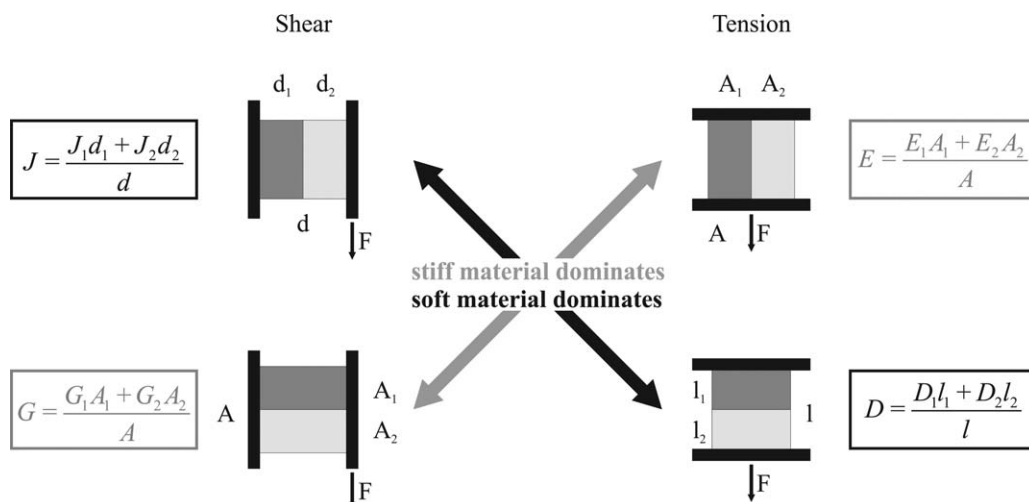 Shear
Tension
d₁ d₂
A₁ A₂
J = (J₁d₁ + J₂d₂) / d
E = (E₁A₁ + E₂A₂) / A
d
F
A
F
stiff material dominates
soft material dominates
G = (G₁A₁ + G₂A₂) / A
A
A₁
A₂
F
l₁
l₂
l
D = (D₁l₁ + D₂l₂) / l
F